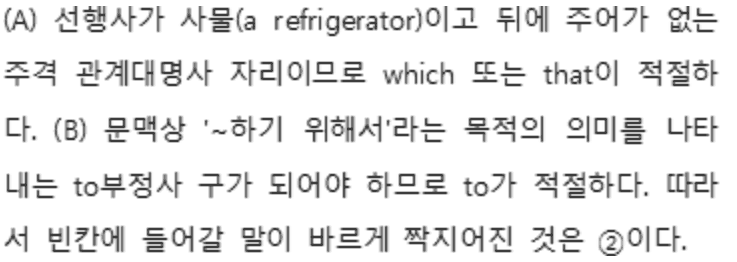 (A) 선행사가 사물(a refrigerator)이고 뒤에 주어가 없는
주격 관계대명사 자리이므로 which 또는 that이 적절하
다. (B) 문맥상 '~하기 위해서'라는 목적의 의미를 나타
내는 to부정사 구가 되어야 하므로 to가 적절하다. 따라
서 빈칸에 들어갈 말이 바르게 짝지어진 것은 ②이다.